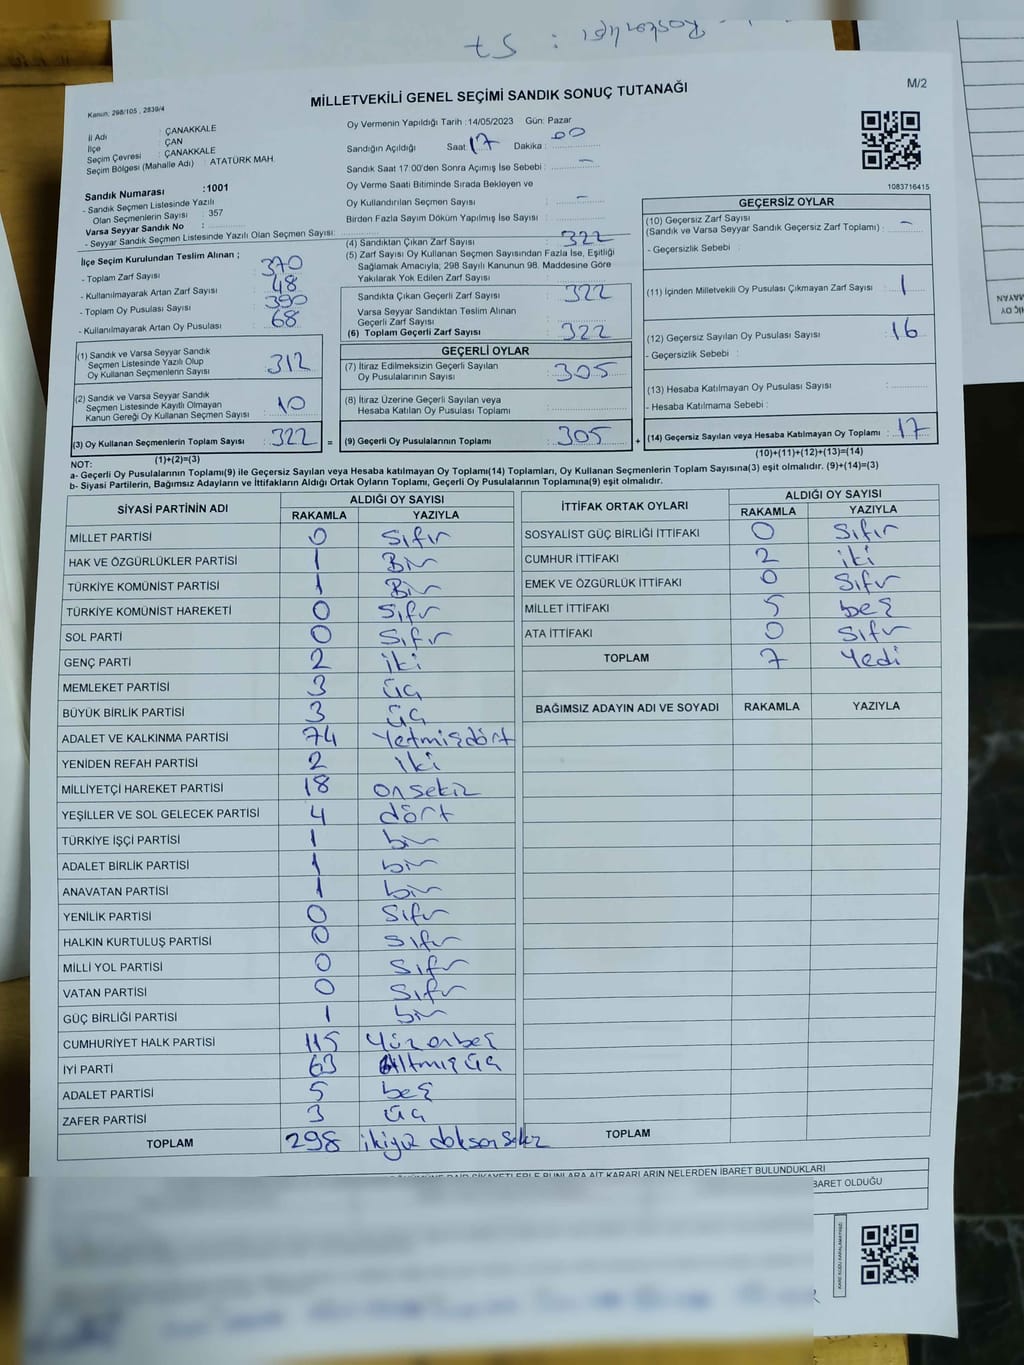 MİLLETVEKİLİ GENEL SEÇİMİ SANDIK SONUÇ TUTANAĞI
M/2
Kanun: 298/105 , 2839/4
İl Adı : ÇANAKKALE
İlçe : ÇAN
Seçim Çevresi : ÇANAKKALE
Seçim Bölgesi (Mahalle Adı) : ATATÜRK MAH.
Sandık Numarası :1001
- Sandık Seçmen Listesinde Yazılı
Olan Seçmenlerin Sayısı : 357
Varsa Seyyar Sandık No :
- Seyyar Sandık Seçmen Listesinde Yazılı Olan Seçmen Sayısı:
Oy Vermenin Yapıldığı Tarih :14/05/2023 Gün: Pazar
Sandığın Açıldığı Saat: 17 Dakika : 00
Sandık Saat 17:00'den Sonra Açımış İse Sebebi : -
Oy Verme Saati Bitiminde Sırada Bekleyen ve
Oy Kullandırılan Seçmen Sayısı : -
Birden Fazla Sayım Döküm Yapılmış İse Sayısı :
1083716415
İlçe Seçim Kurulundan Teslim Alınan ;
- Toplam Zarf Sayısı : 370
- Kullanılmayarak Artan Zarf Sayısı : 48
- Toplam Oy Pusulası Sayısı : 390
- Kullanılmayarak Artan Oy Pusulası : 68
(1) Sandık ve Varsa Seyyar Sandık
Seçmen Listesinde Yazılı Olup
Oy Kullanan Seçmenlerin Sayısı : 312
(2) Sandık ve Varsa Seyyar Sandık
Seçmen Listesinde Kayıtlı Olmayan
Kanun Gereği Oy Kullanan Seçmen Sayısı : 10
(3) Oy Kullanan Seçmenlerin Toplam Sayısı : 322 =
(1)+(2)=(3)
(4) Sandıktan Çıkan Zarf Sayısı : 322
(5) Zarf Sayısı Oy Kullanan Seçmen Sayısından Fazla İse, Eşitliği
Sağlamak Amacıyla, 298 Sayılı Kanunun 98. Maddesine Göre
Yakılarak Yok Edilen Zarf Sayısı :
Sandıkta Çıkan Geçerli Zarf Sayısı : 322
Varsa Seyyar Sandıktan Teslim Alınan
Geçerli Zarf Sayısı :
(6) Toplam Geçerli Zarf Sayısı : 322
GEÇERLİ OYLAR
(7) İtiraz Edilmeksizin Geçerli Sayılan
Oy Pusulalarının Sayısı : 305
(8) İtiraz Üzerine Geçerli Sayılan veya
Hesaba Katılan Oy Pusulası Toplamı :
(9) Geçerli Oy Pusulalarının Toplamı : 305 +
GEÇERSİZ OYLAR
(10) Geçersiz Zarf Sayısı
(Sandık ve Varsa Seyyar Sandık Geçersiz Zarf Toplamı) : -
- Geçersizlik Sebebi :
(11) İçinden Milletvekili Oy Pusulası Çıkmayan Zarf Sayısı : 1
(12) Geçersiz Sayılan Oy Pusulası Sayısı : 16
- Geçersizlik Sebebi :
(13) Hesaba Katılmayan Oy Pusulası Sayısı :
- Hesaba Katılmama Sebebi :
(14) Geçersiz Sayılan veya Hesaba Katılmayan Oy Toplamı : 17
(10)+(11)+(12)+(13)=(14)
NOT:
a- Geçerli Oy Pusulalarının Toplamı(9) ile Geçersiz Sayılan veya Hesaba katılmayan Oy Toplamı(14) Toplamları, Oy Kullanan Seçmenlerin Toplam Sayısına(3) eşit olmalıdır. (9)+(14)=(3)
b- Siyasi Partilerin, Bağımsız Adayların ve İttifakların Aldığı Ortak Oyların Toplamı, Geçerli Oy Pusulalarının Toplamına(9) eşit olmalıdır.
SİYASİ PARTİNİN ADI ALDIĞI OY SAYISI
RAKAMLA YAZIYLA
MİLLET PARTİSİ 0 Sıfır
HAK VE ÖZGÜRLÜKLER PARTİSİ 1 Bir
TÜRKİYE KOMÜNİST PARTİSİ 1 Bir
TÜRKİYE KOMÜNİST HAREKETİ 0 Sıfır
SOL PARTİ 0 Sıfır
GENÇ PARTİ 2 iki
MEMLEKET PARTİSİ 3 üç
BÜYÜK BİRLİK PARTİSİ 3 üç
ADALET VE KALKINMA PARTİSİ 74 Yetmişdört
YENİDEN REFAH PARTİSİ 2 iki
MİLLİYETÇİ HAREKET PARTİSİ 18 onsekiz
YEŞİLLER VE SOL GELECEK PARTİSİ 4 dört
TÜRKİYE İŞÇİ PARTİSİ 1 bir
ADALET BİRLİK PARTİSİ 1 bir
ANAVATAN PARTİSİ 1 bir
YENİLİK PARTİSİ 0 Sıfır
HALKIN KURTULUŞ PARTİSİ 0 Sıfır
MİLLİ YOL PARTİSİ 0 Sıfır
VATAN PARTİSİ 0 Sıfır
GÜÇ BİRLİĞİ PARTİSİ 1 bir
CUMHURİYET HALK PARTİSİ 115 Yüz onbeş
İYİ PARTİ 63 Altmış üç
ADALET PARTİSİ 5 beş
ZAFER PARTİSİ 3 üç
TOPLAM 298 ikiyüz doksan sekiz
İTTİFAK ORTAK OYLARI ALDIĞI OY SAYISI
RAKAMLA YAZIYLA
SOSYALİST GÜÇ BİRLİĞİ İTTİFAKI 0 Sıfır
CUMHUR İTTİFAKI 2 iki
EMEK VE ÖZGÜRLÜK İTTİFAKI 0 Sıfır
MİLLET İTTİFAKI 5 beş
ATA İTTİFAKI 0 Sıfır
TOPLAM 7 Yedi
BAĞIMSIZ ADAYIN ADI VE SOYADI RAKAMLA YAZIYLA
TOPLAM
KARARLARIN NELERDEN İBARET BULUNDUKLARI
BARET OLDUĞU